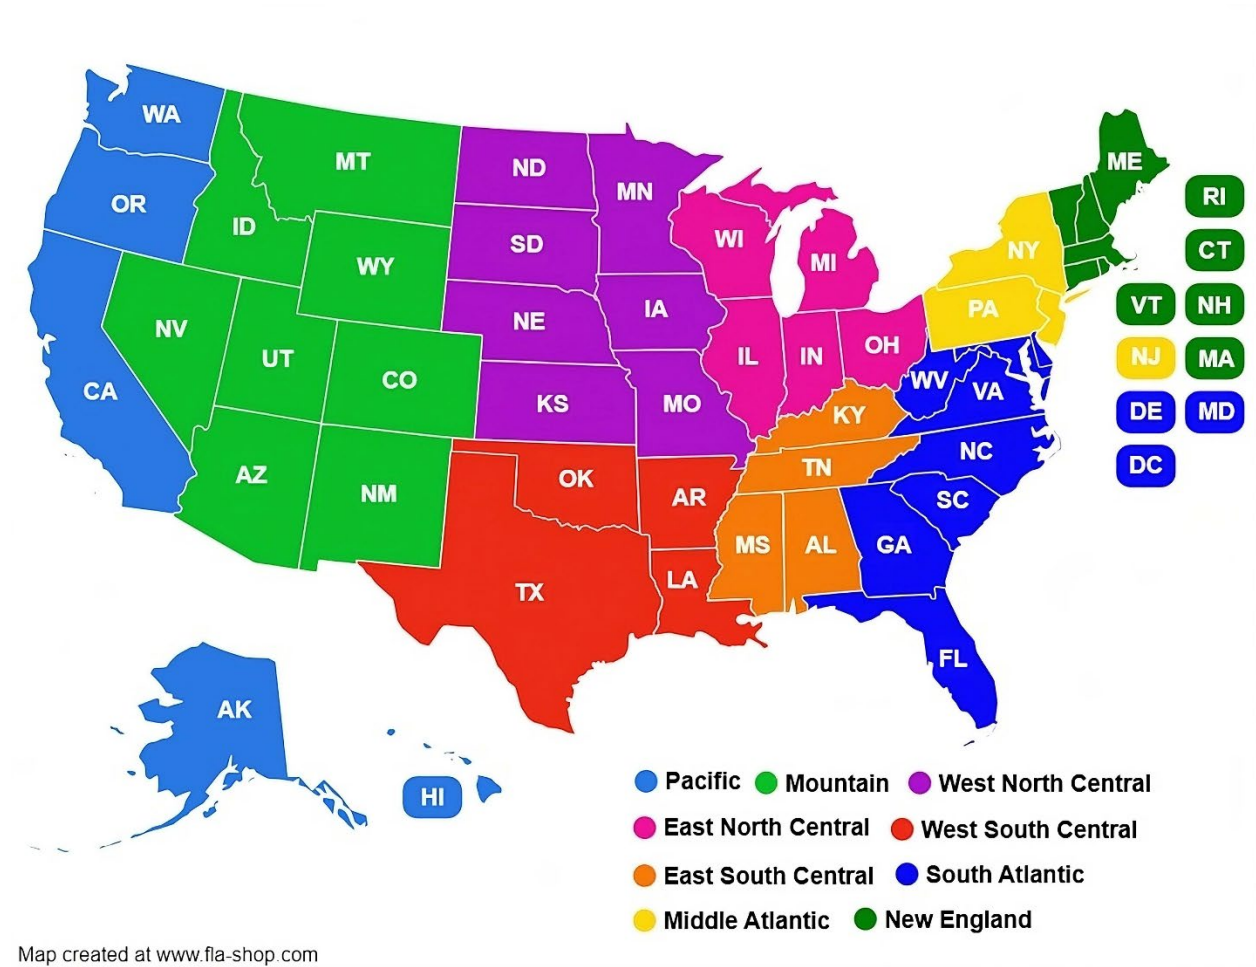 WA
MT
ND
MN
ME
OR
ID
SD
WI
MI
NY
RI
CT
WY
NE
IA
PA
VT
NH
NV
UT
CO
IL
IN
OH
NJ
MA
CA
KS
MO
KY
WV
VA
DE
MD
AZ
NM
OK
AR
TN
NC
DC
SC
TX
LA
MS
AL
GA
FL
AK
HI
Pacific
Mountain
West North Central
East North Central
West South Central
East South Central
South Atlantic
Middle Atlantic
New England
Map created at www.fla-shop.com